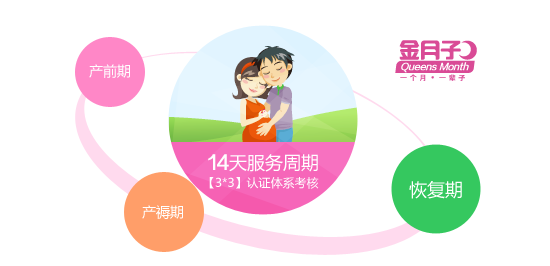 产前期
金月子
Queens Month
一个月·一辈子
14天服务周期
【3*3】认证体系考核
恢复期
产褥期